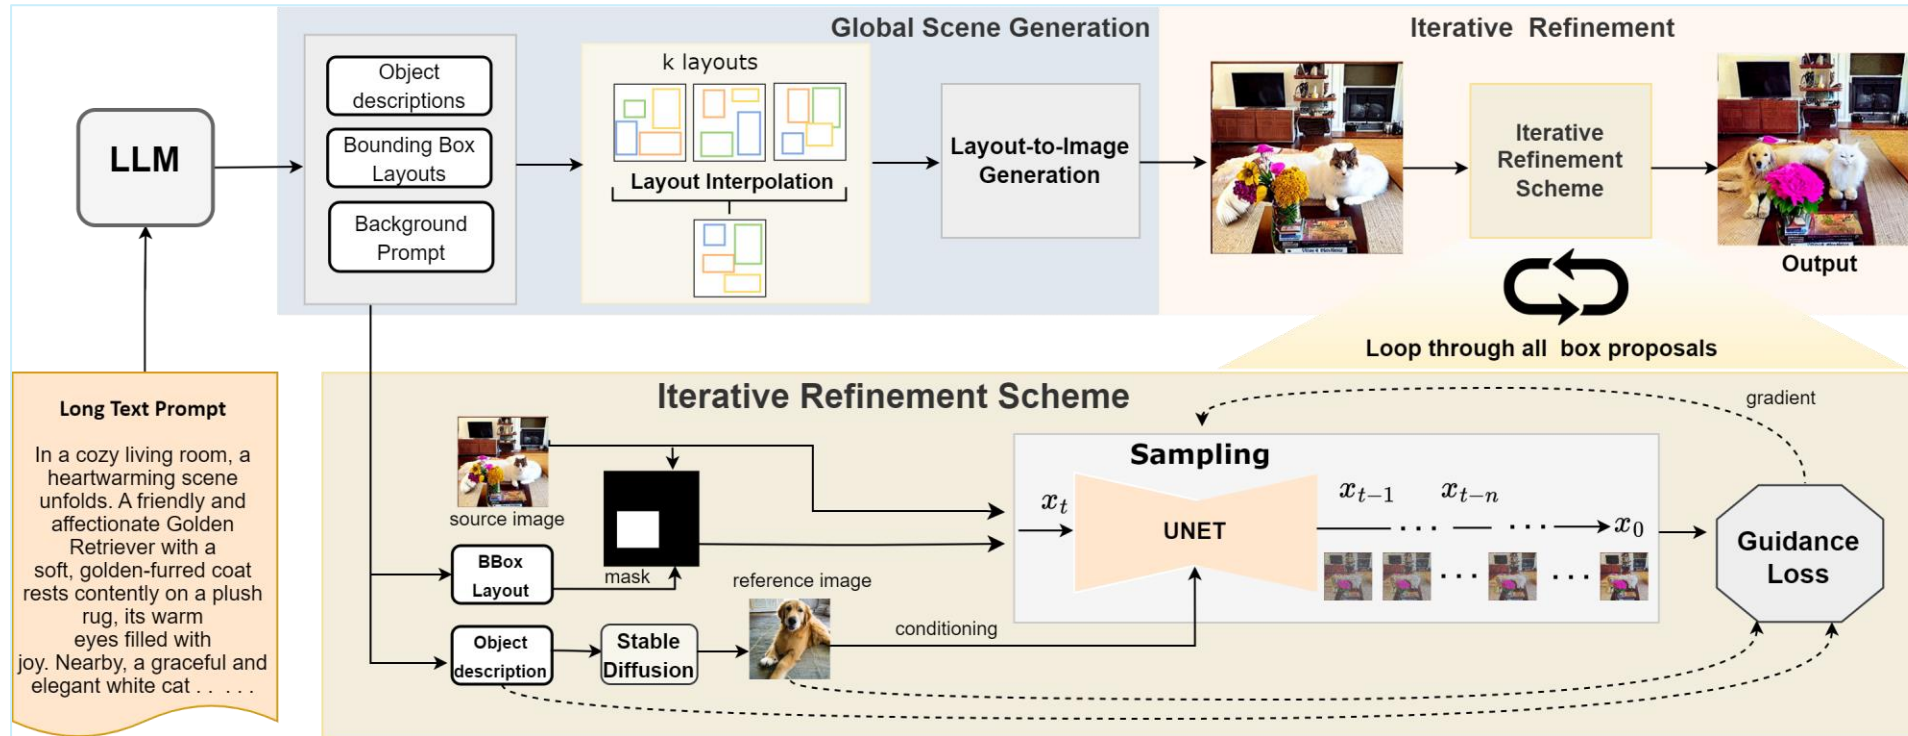 Global Scene Generation
Iterative Refinement
LLM
Object
descriptions
Bounding Box
Layouts
Background
Prompt
k layouts
Layout Interpolation
Layout-to-Image
Generation
Iterative
Refinement
Scheme
Output
Loop through all box proposals
Long Text Prompt
In a cozy living room, a
heartwarming scene
unfolds. A friendly and
affectionate Golden
Retriever with a
soft, golden-furred coat
rests contently on a plush
rug, its warm
eyes filled with
joy. Nearby, a graceful and
elegant white cat . . . . .
Iterative Refinement Scheme
source image
BBox
Layout
mask
Object
description
Stable
Diffusion
reference image
conditioning
Sampling
x_t
UNET
x_{t-1} ... x_{t-n} ... x_0
... ...
gradient
Guidance
Loss